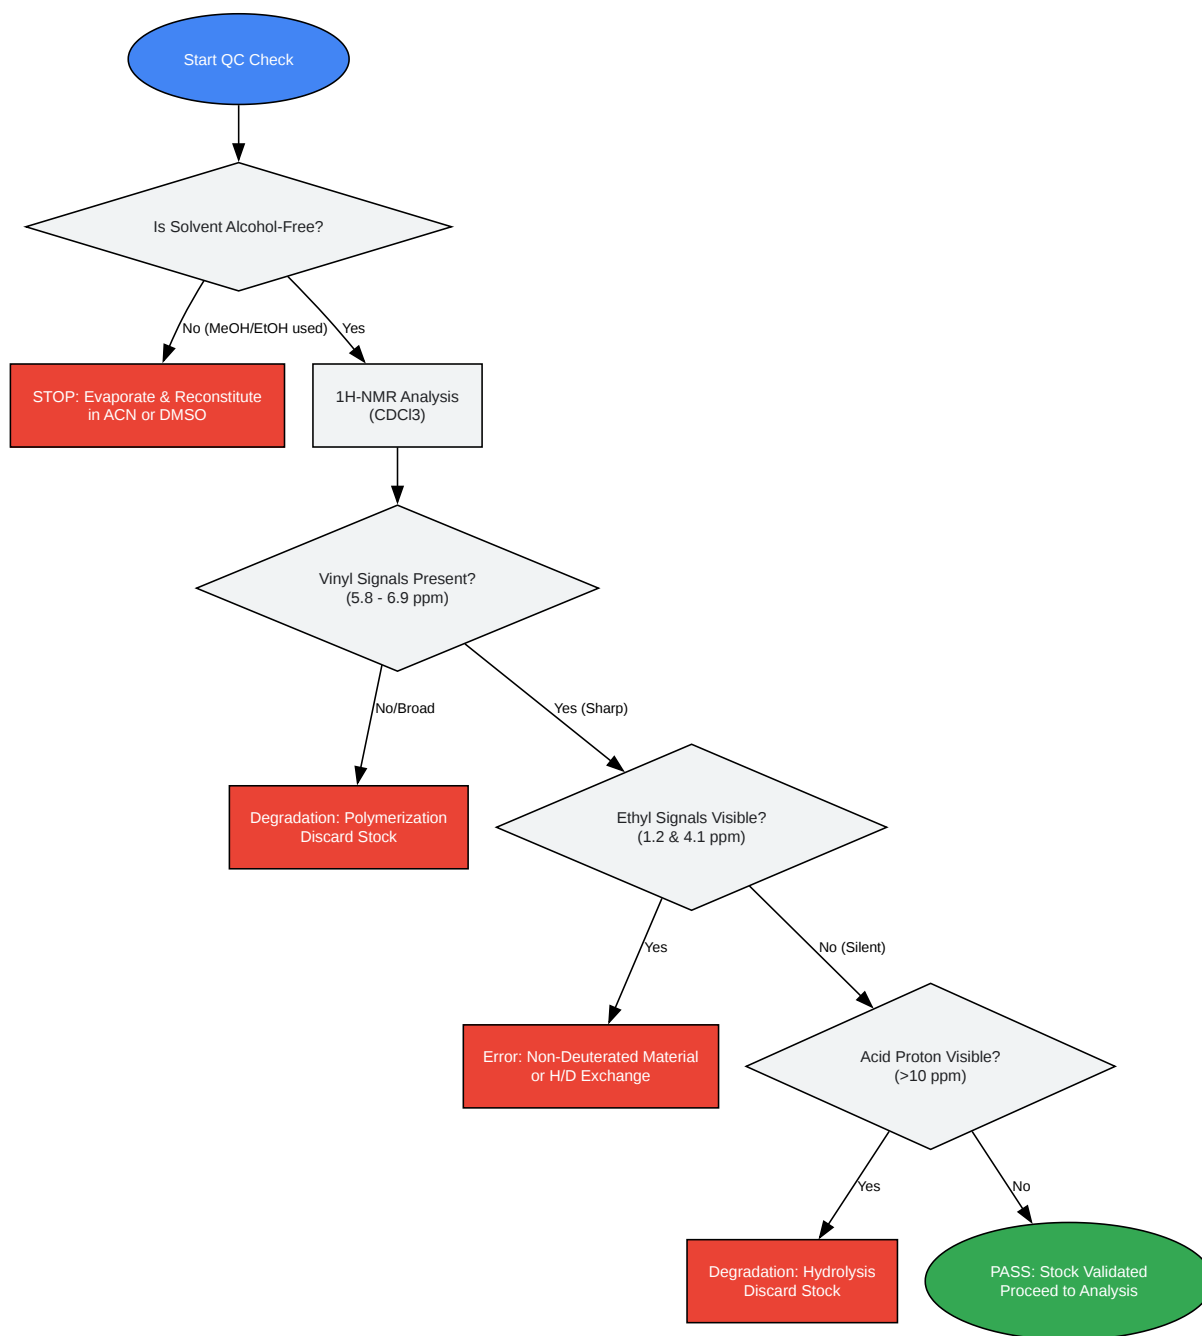 Start QC Check
Is Solvent Alcohol-Free?
No (MeOH/EtOH used)
Yes
STOP: Evaporate & Reconstitute
in ACN or DMSO
1H-NMR Analysis
(CDCl3)
Vinyl Signals Present?
(5.8 - 6.9 ppm)
No/Broad
Yes (Sharp)
Degradation: Polymerization
Discard Stock
Ethyl Signals Visible?
(1.2 & 4.1 ppm)
Yes
No (Silent)
Error: Non-Deuterated Material
or H/D Exchange
Acid Proton Visible?
(>10 ppm)
Yes
No
Degradation: Hydrolysis
Discard Stock
PASS: Stock Validated
Proceed to Analysis